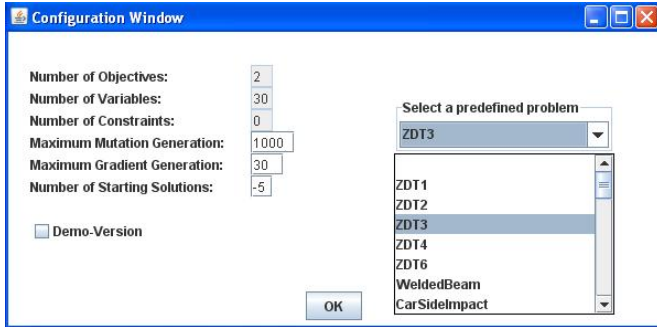 Configuration Window
Number of Objectives: 2
Number of Variables: 30
Number of Constraints: 0
Maximum Mutation Generation: 1000
Maximum Gradient Generation: 30
Number of Starting Solutions: -5
Demo-Version
Select a predefined problem
ZDT3
ZDT1
ZDT2
ZDT3
ZDT4
ZDT6
WeldedBeam
CarSideImpact
OK